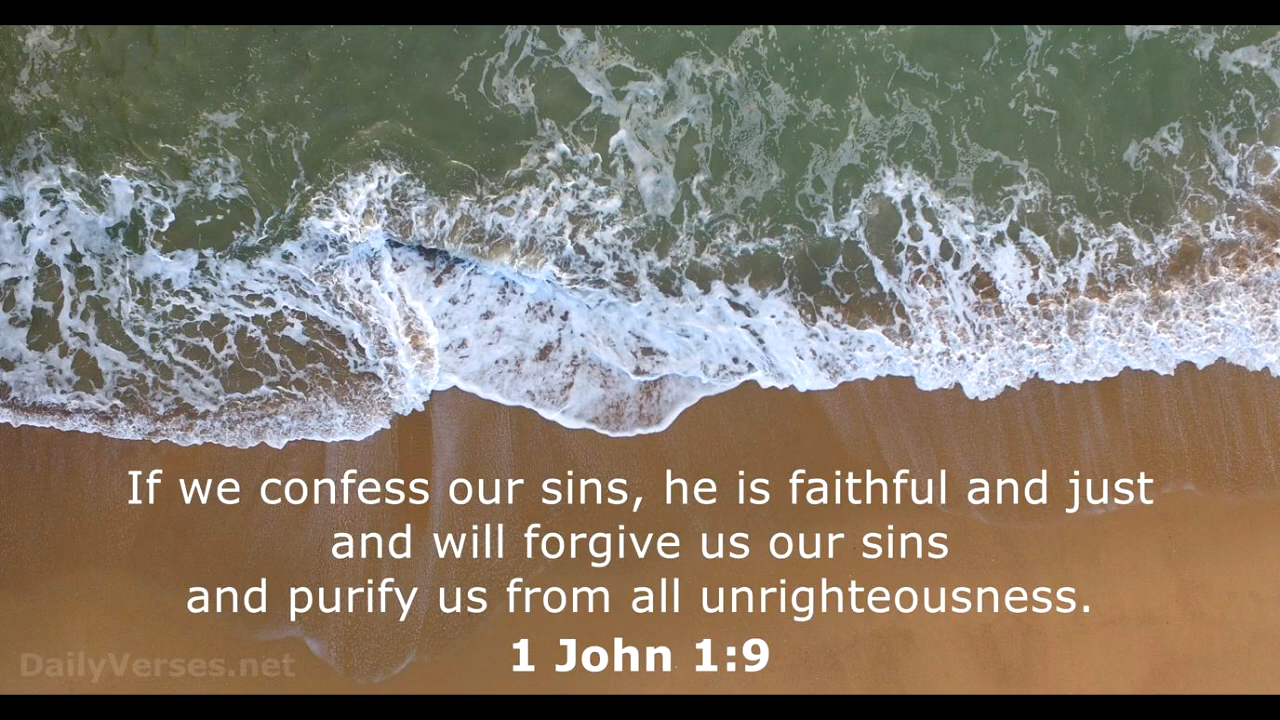 If we confess our sins, he is faithful and just
and will forgive us our sins
and purify us from all unrighteousness.
1 John 1:9
DailyVerses.net